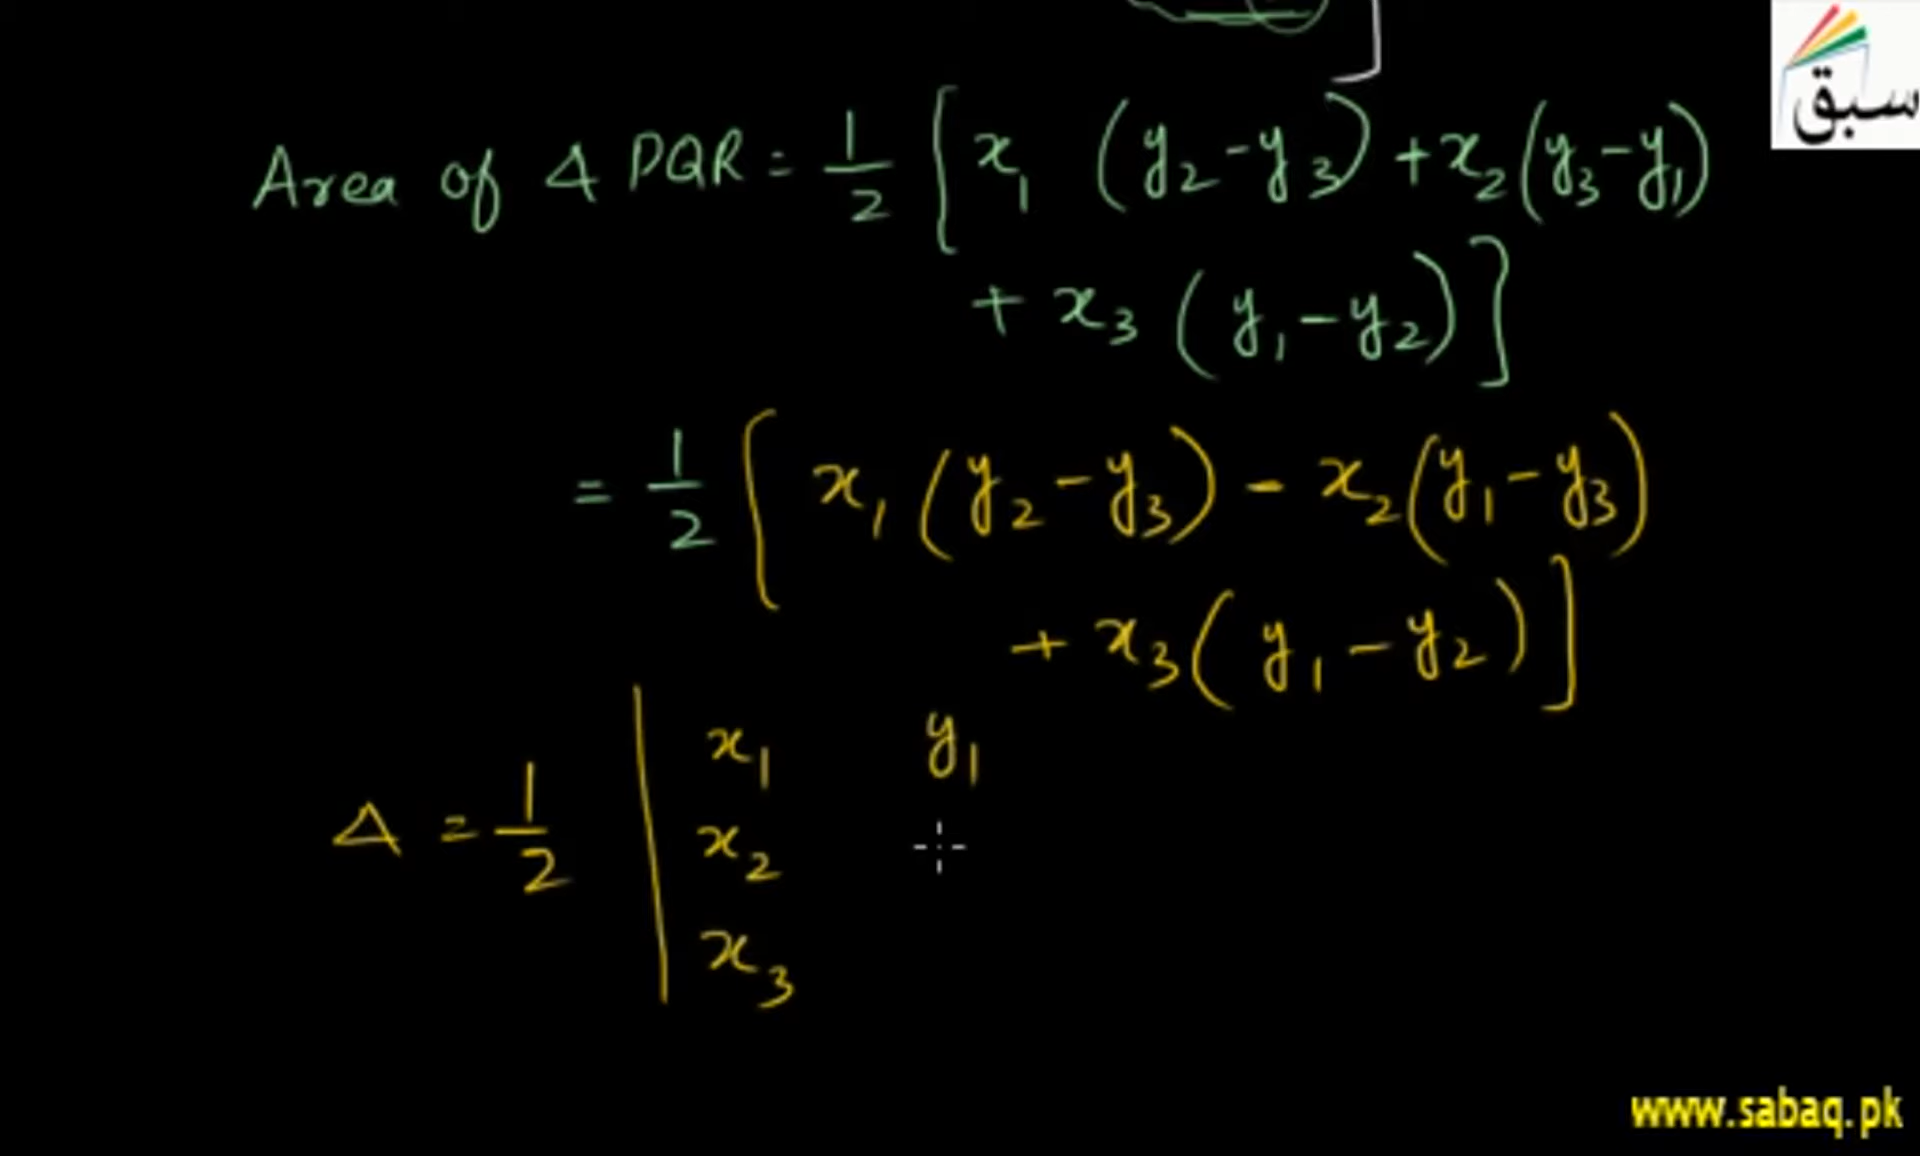 سبق
Area of Δ PQR = 1/2 [ x₁ (y₂ - y₃) + x₂ (y₃ - y₁)
+ x₃ (y₁ - y₂) ]
= 1/2 [ x₁ (y₂ - y₃) - x₂ (y₁ - y₃)
+ x₃ (y₁ - y₂) ]
Δ = 1/2 | x₁ y₁
x₂
x₃
www.sabaq.pk